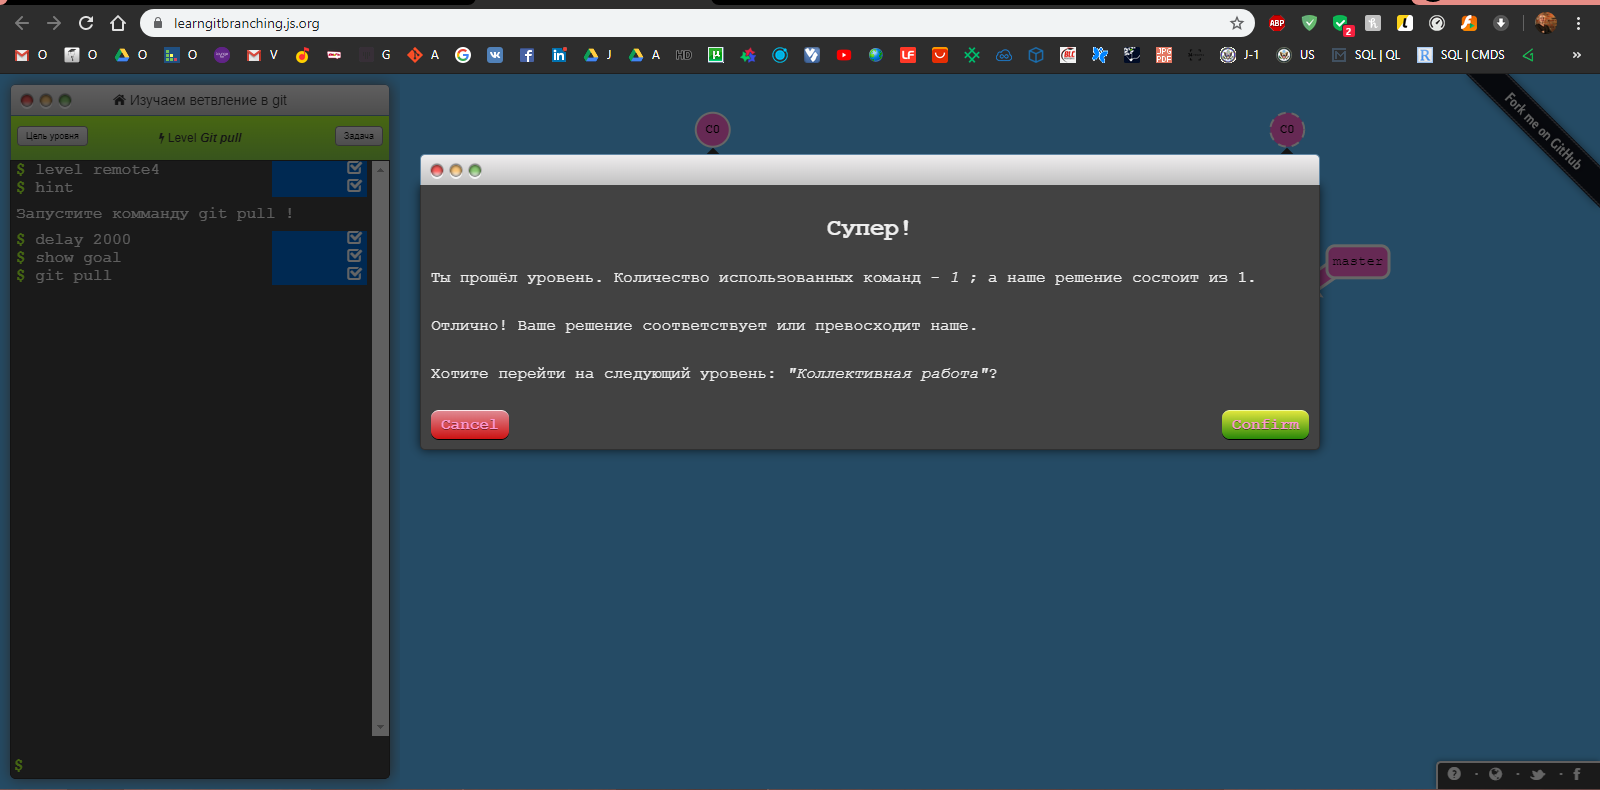 learngitbranching.js.org
ABP
2
O O O O V G A J A HD J-1 US SQL | QL SQL | CMDS »
Изучаем ветвление в git
Цель уровня
Level Git pull
Задача
$ level remote4
$ hint
Запустите комманду git pull !
$ delay 2000
$ show goal
$ git pull
$
C0
C0
master
Fork me on GitHub
Супер!
Ты прошёл уровень. Количество использованных команд - 1 ; а наше решение состоит из 1.
Отлично! Ваше решение соответствует или превосходит наше.
Хотите перейти на следующий уровень: "Коллективная работа"?
Cancel
Confirm